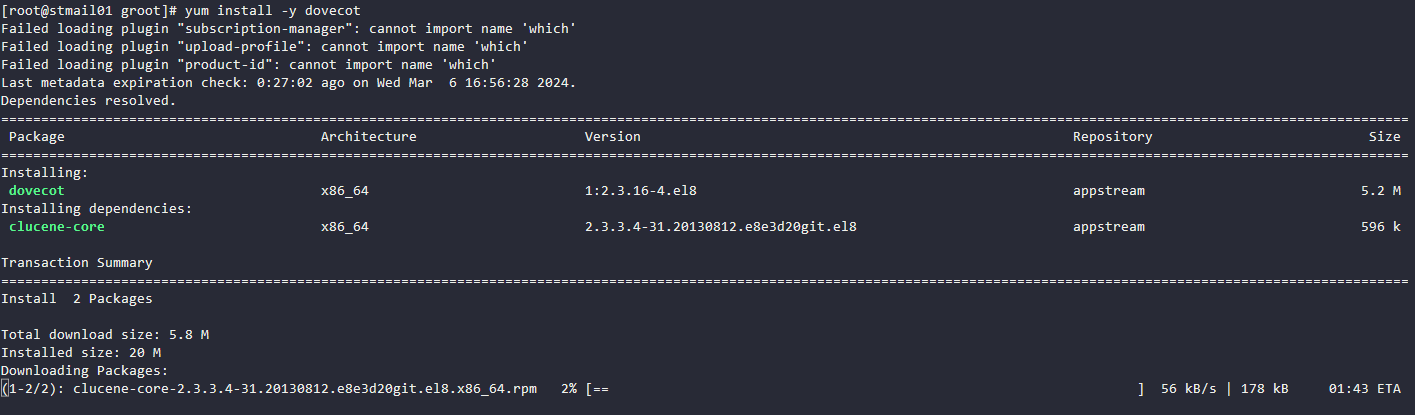 [root@stmail01 groot]# yum install -y dovecot
Failed loading plugin "subscription-manager": cannot import name 'which'
Failed loading plugin "upload-profile": cannot import name 'which'
Failed loading plugin "product-id": cannot import name 'which'
Last metadata expiration check: 0:27:02 ago on Wed Mar  6 16:56:28 2024.
Dependencies resolved.
================================================================================
 Package Architecture Version Repository Size
================================================================================
Installing:
 dovecot x86_64 1:2.3.16-4.el8 appstream 5.2 M
Installing dependencies:
 clucene-core x86_64 2.3.3.4-31.20130812.e8e3d20git.el8 appstream 596 k
Transaction Summary
================================================================================
Install  2 Packages
Total download size: 5.8 M
Installed size: 20 M
Downloading Packages:
(1-2/2): clucene-core-2.3.3.4-31.20130812.e8e3d20git.el8.x86_64.rpm   2% [==                    ]  56 kB/s | 178 kB     01:43 ETA